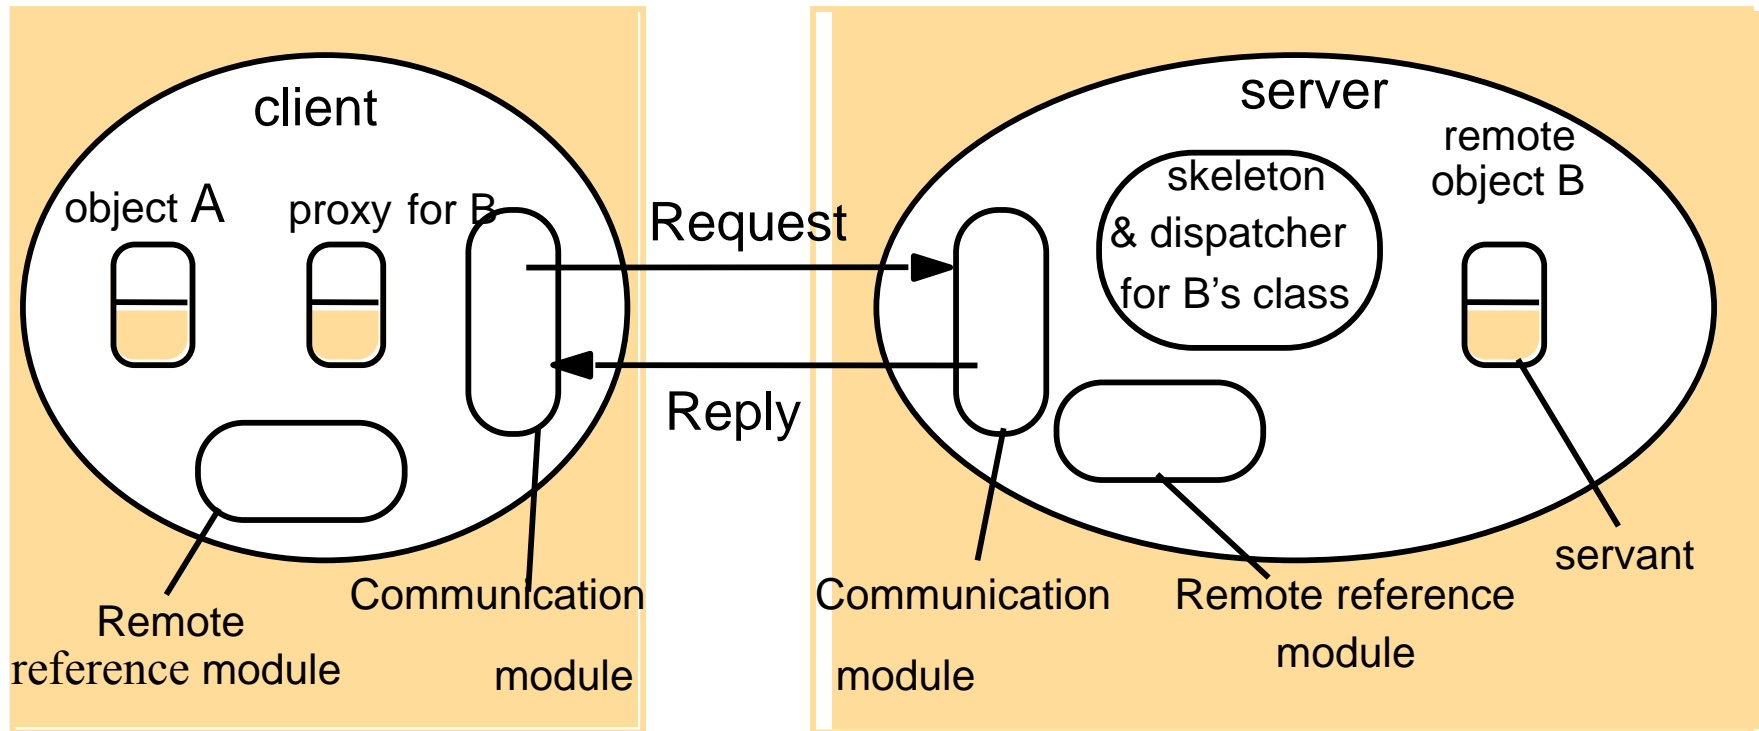 client
object A
proxy for B
Remote
reference module
Communication
module
Request
Reply
server
skeleton
& dispatcher
for B’s class
remote
object B
servant
Communication
module
Remote reference
module